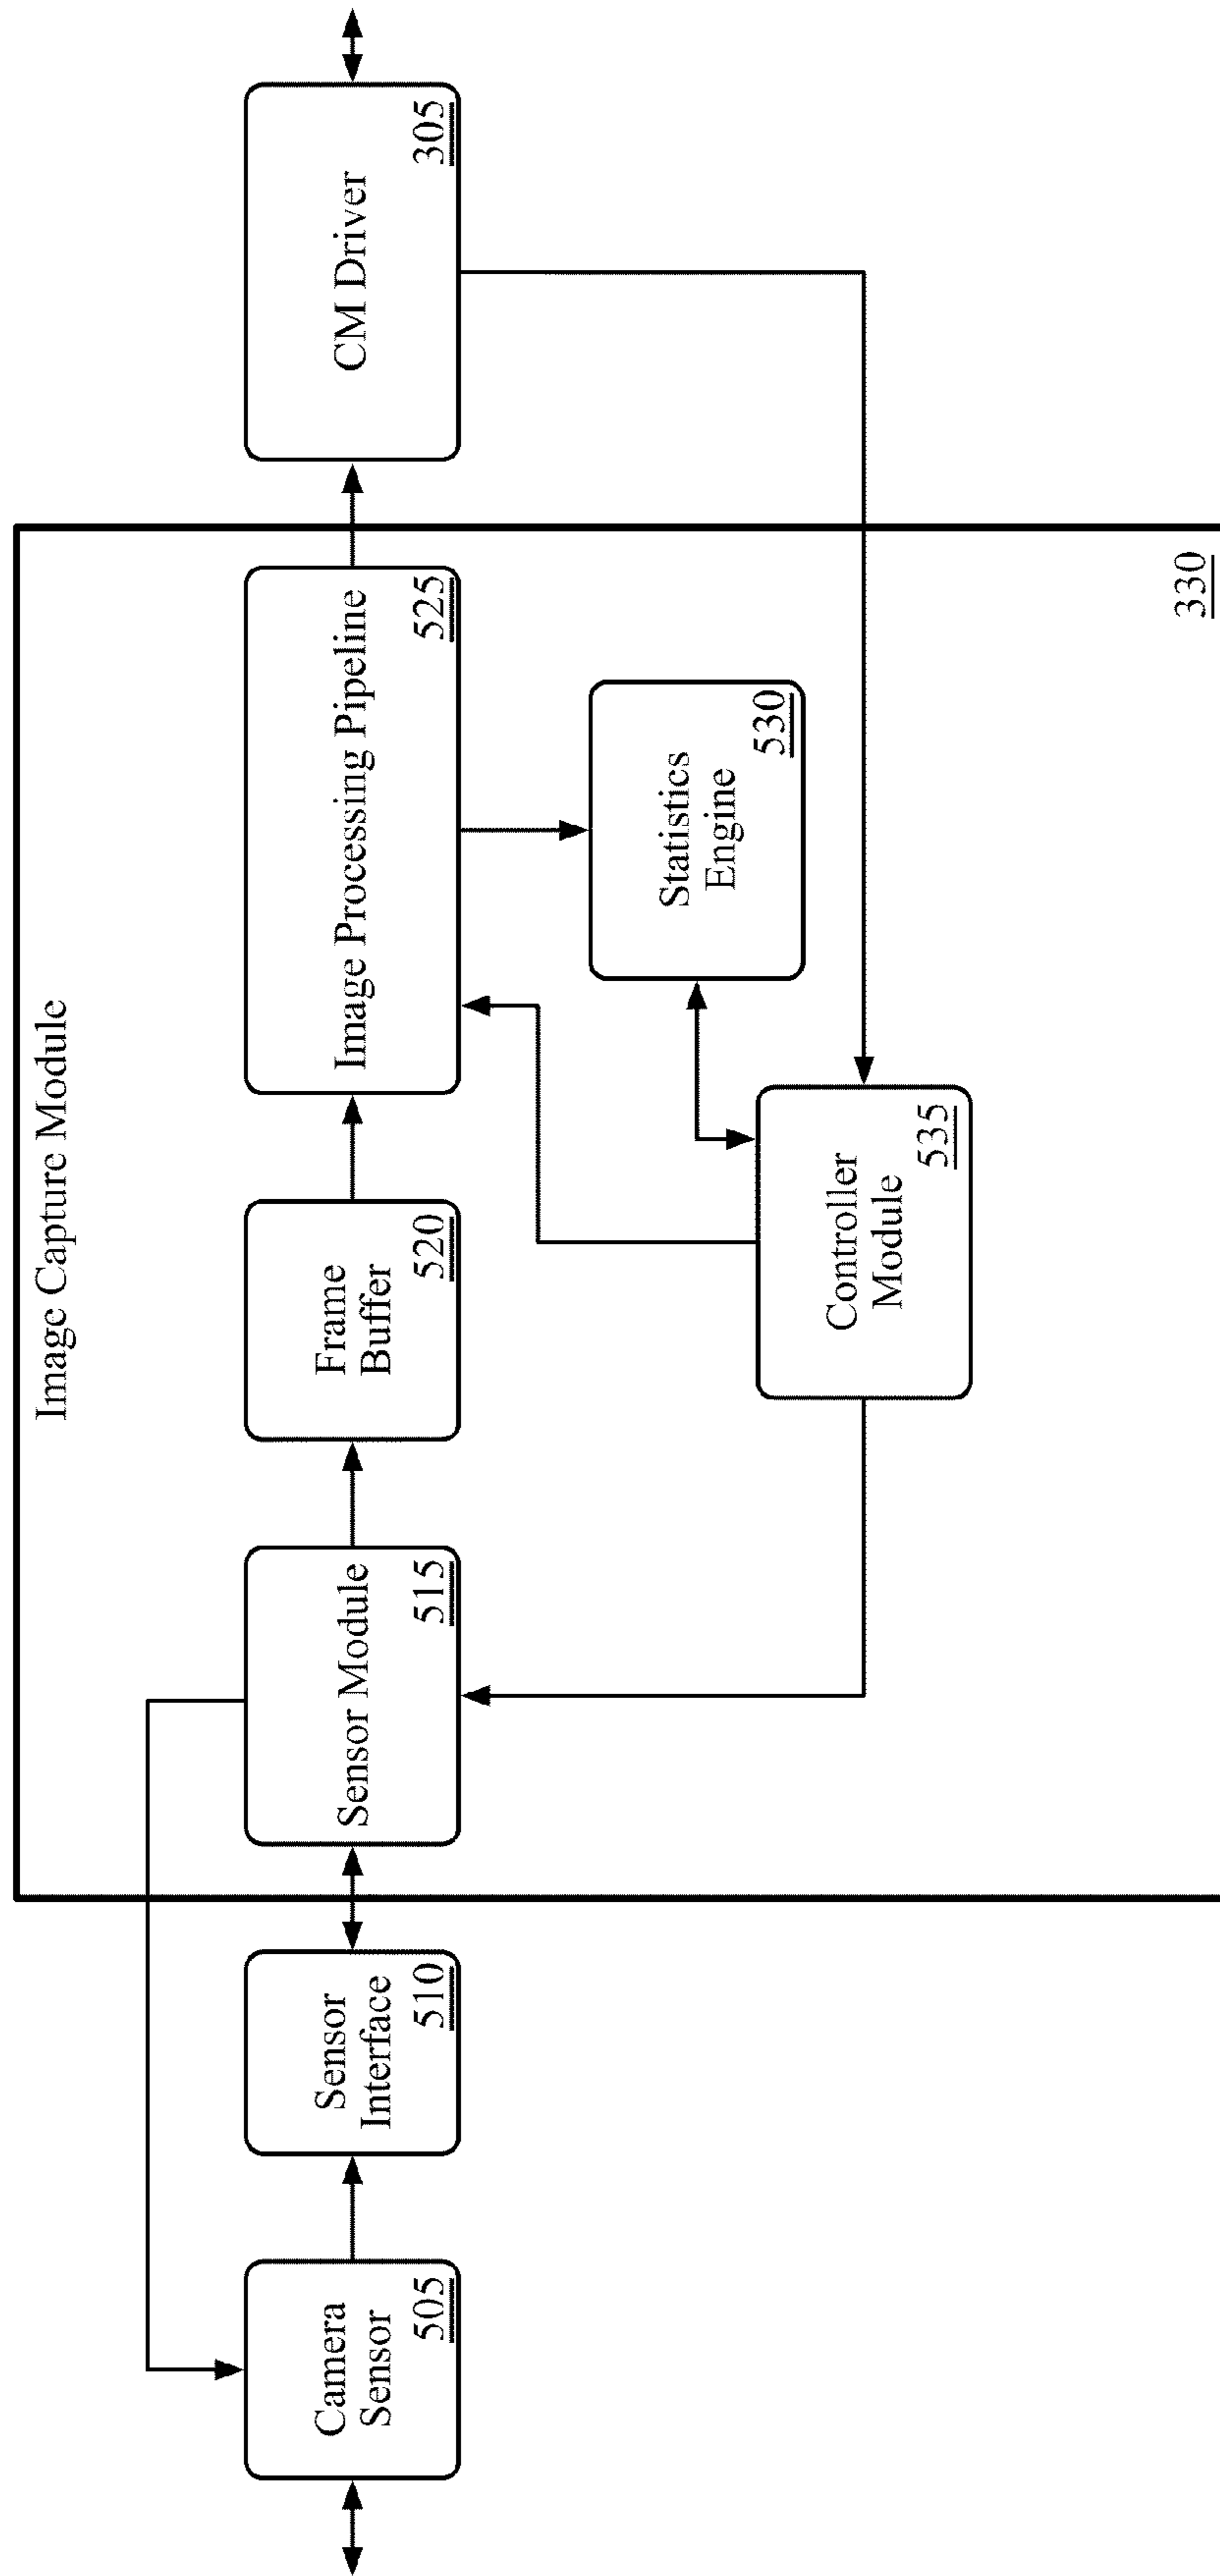 Image Capture Module
Camera
Sensor
505
Sensor
Interface
510
Sensor Module
515
Frame
Buffer
520
Image Processing Pipeline
525
CM Driver
305
Statistics
Engine
530
Controller
Module
535
330